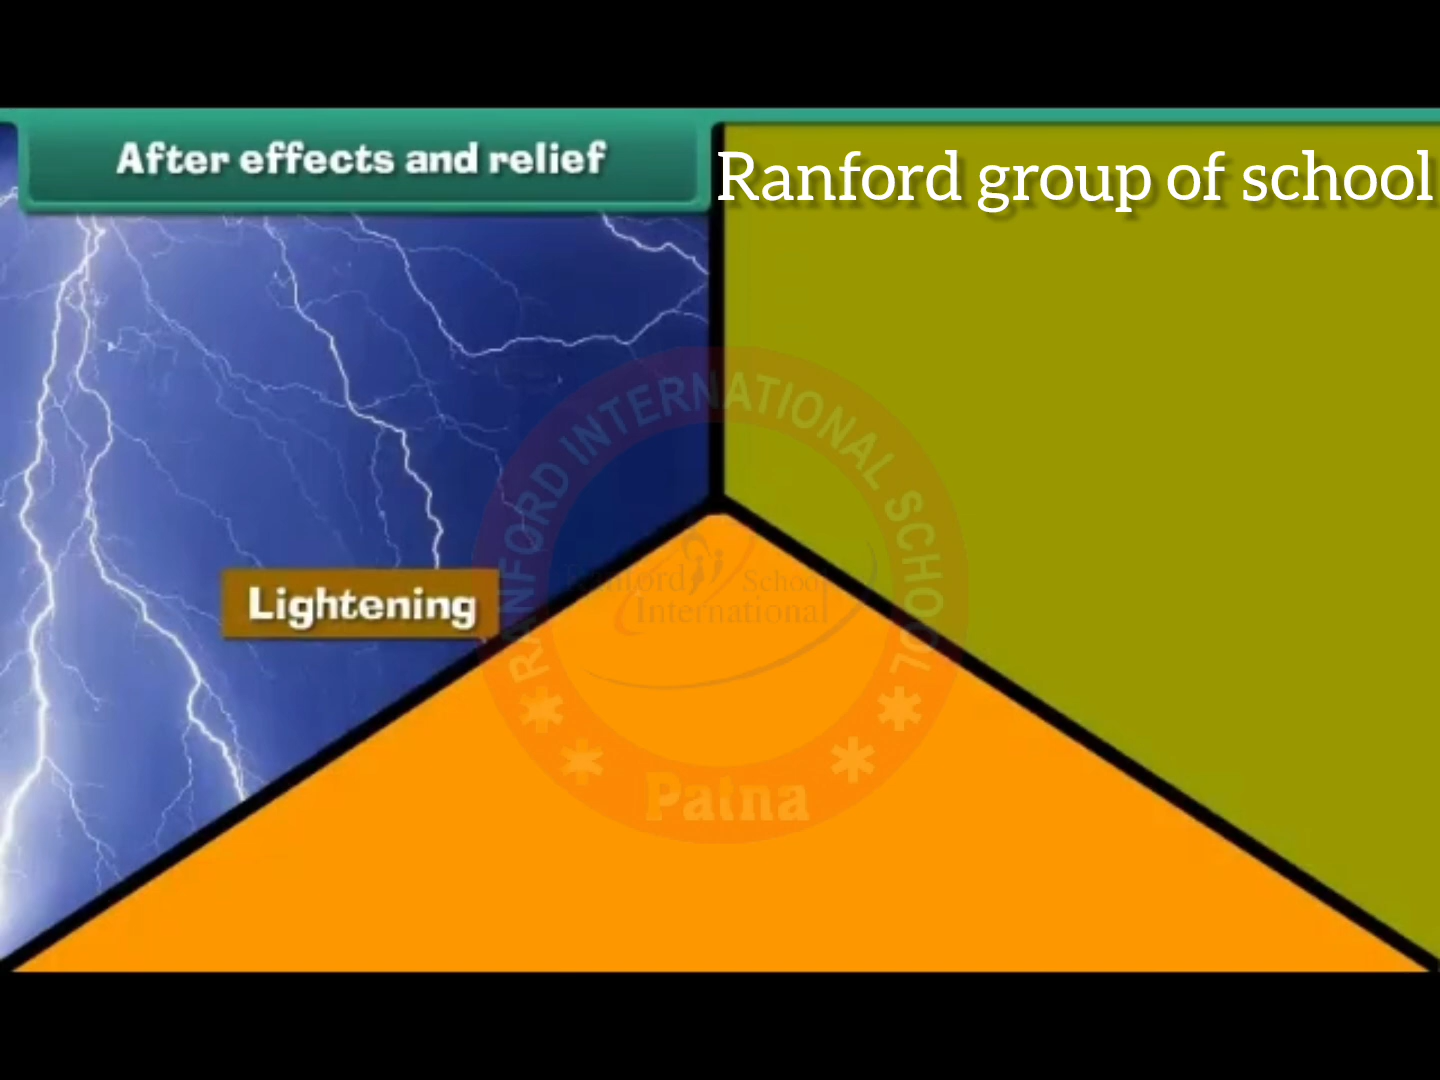 After effects and relief
Ranford group of school
RANFORD INTERNATIONAL SCHOOL
Ranford School
International
Lightening
Patna